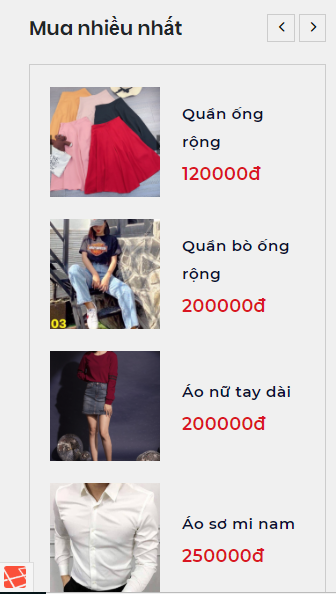 Mua nhiều nhất
Quần ống
rộng
120000đ
03
Quần bò ống
rộng
200000đ
Áo nữ tay dài
200000đ
Áo sơ mi nam
250000đ